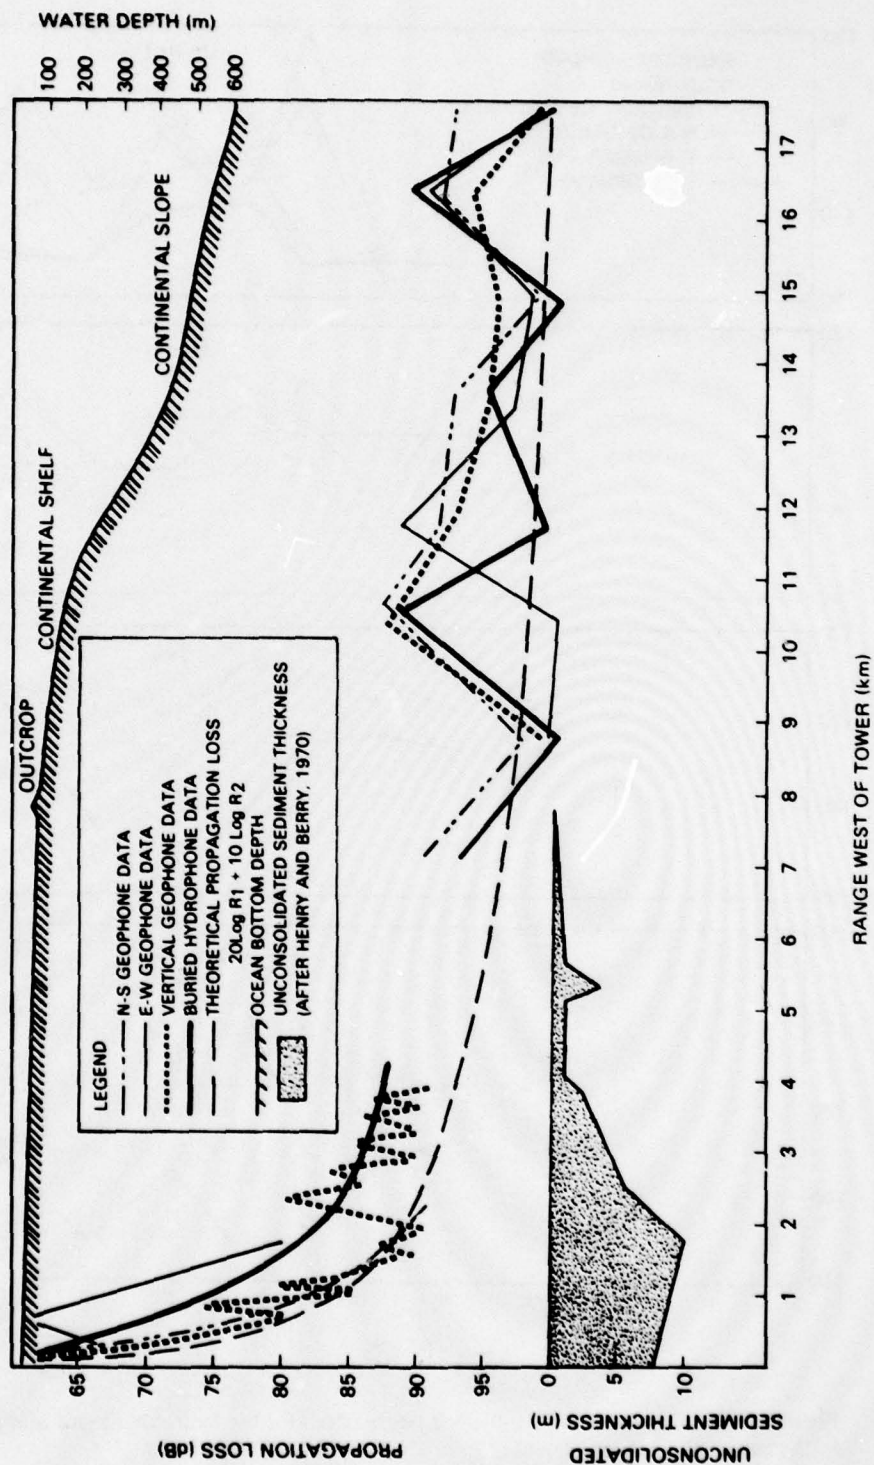 WATER DEPTH (m)
100 200 300 400 500 600
OUTCROP
CONTINENTAL SHELF
CONTINENTAL SLOPE
LEGEND
N-S GEOPHONE DATA
E-W GEOPHONE DATA
VERTICAL GEOPHONE DATA
BURIED HYDROPHONE DATA
THEORETICAL PROPAGATION LOSS
20Log R1 + 10 Log R2
OCEAN BOTTOM DEPTH
UNCONSOLIDATED SEDIMENT THICKNESS
(AFTER HENRY AND BERRY, 1970)
PROPAGATION LOSS (dB)
65 70 75 80 85 90 95
UNCONSOLIDATED
SEDIMENT THICKNESS (m)
0 5 10
1 2 3 4 5 6 7 8 9 10 11 12 13 14 15 16 17
RANGE WEST OF TOWER (km)